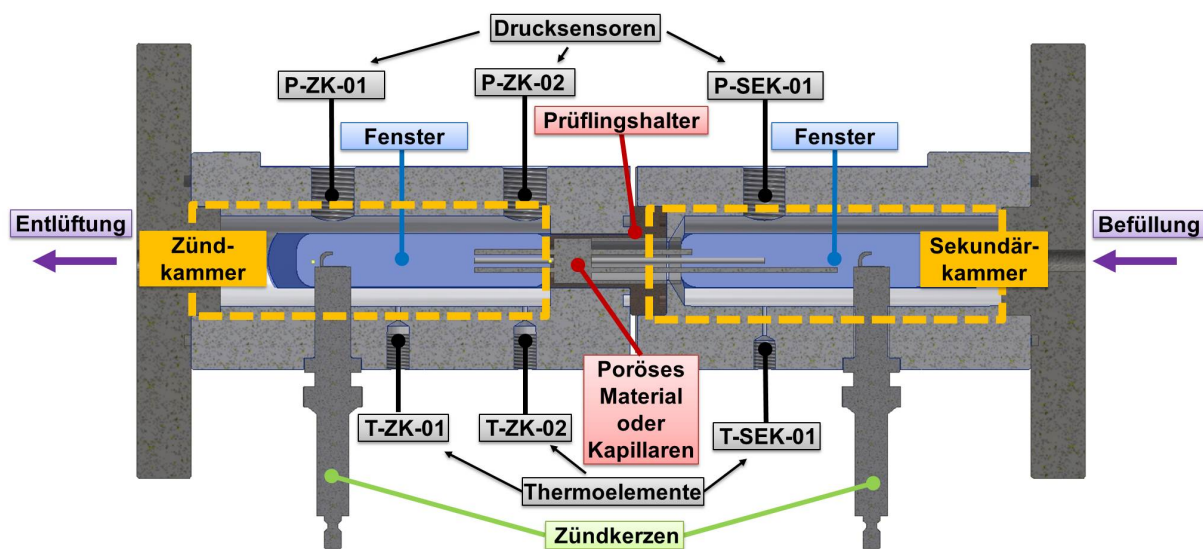 Drucksensoren
P-ZK-01
P-ZK-02
P-SEK-01
Prüflingshalter
Fenster
Fenster
Entlüftung
Befüllung
Zünd-
kammer
Sekundär-
kammer
Poröses
Material
oder
Kapillaren
T-ZK-01
T-ZK-02
T-SEK-01
Thermoelemente
Zündkerzen